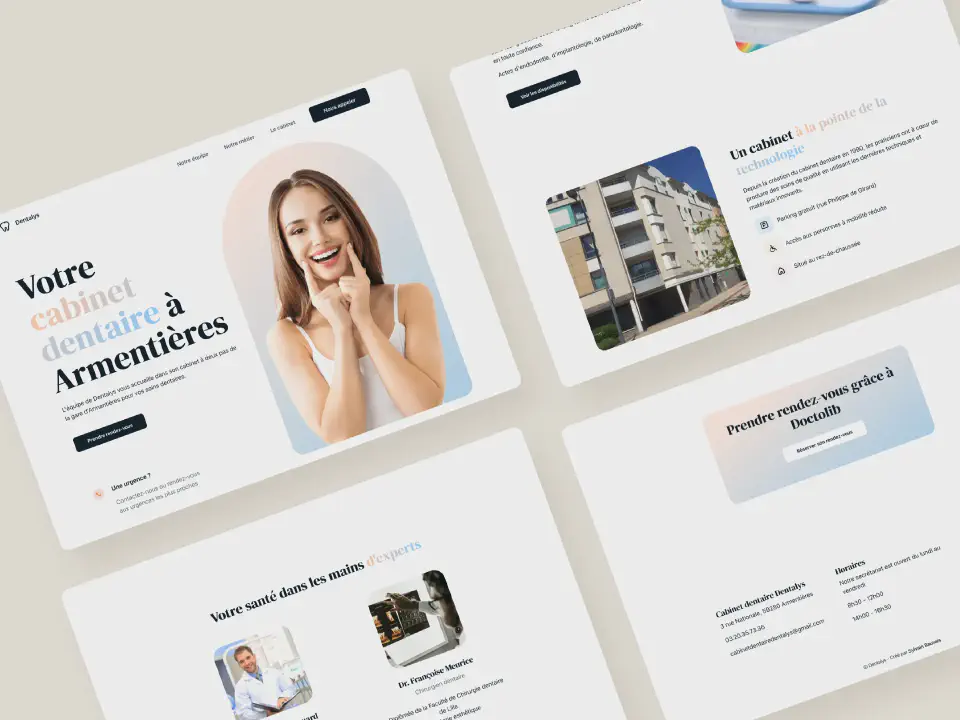 Dentalys
Notre équipe
Notre métier
Le cabinet
Nous appeler
Votre
cabinet
dentaire à
Armentières
L'équipe de Dentalys vous accueille dans son cabinet à deux pas de
la gare d'Armentières pour vos soins dentaires.
Prendre rendez-vous
Une urgence ?
Contactez-nous ou rendez-vous
aux urgences les plus proches
en toute confiance.
Actes d'endodontie, d'implantologie, de parodontologie.
Voir les disponibilités
Un cabinet à la pointe de la
technologie
Depuis la création du cabinet dentaire en 1980, les praticiens ont à cœur de
produire des soins de qualité en utilisant les dernières techniques et
matériaux innovants.
Parking gratuit (rue Philippe de Girard)
Accès aux personnes à mobilité réduite
Situé au rez-de-chaussée
Votre santé dans les mains d'experts
Dr. Françoise Meurice
Chirurgien dentaire
Diplômée de la Faculté de Chirurgie dentaire
de Lille.
esthétique
Prendre rendez-vous grâce à
Doctolib
Réserver son rendez-vous
Cabinet dentaire Dentalys
3 rue Nationale, 59280 Armentières
03.20.35.73.36
cabinetdentairedentalys@gmail.com
Horaires
Notre secrétariat est ouvert du lundi au
vendredi
8h30 - 12h00
14h00 - 18h30
© Dentalys - Créé par Sylvain Rauwels